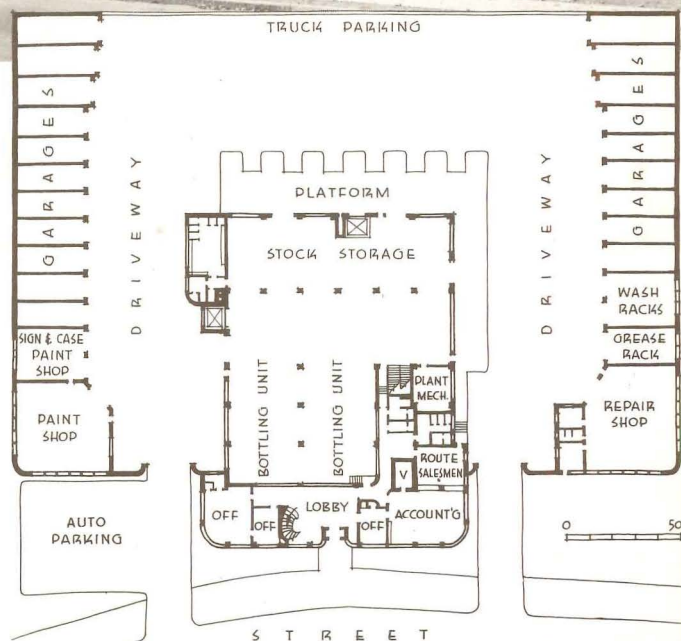 TRUCK PARKING
GARAGES
DRIVEWAY
PLATFORM
STOCK STORAGE
DRIVEWAY
GARAGES
WASH
RACKS
GREASE
RACK
SIGN & CASE
PAINT
SHOP
PAINT
SHOP
BOTTLING UNIT
BOTTLING UNIT
PLANT
MECH.
REPAIR
SHOP
ROUTE
SALESMEN
V
OFF
OFF
LOBBY
OFF
ACCOUNT'G
AUTO
PARKING
0 50
STREET